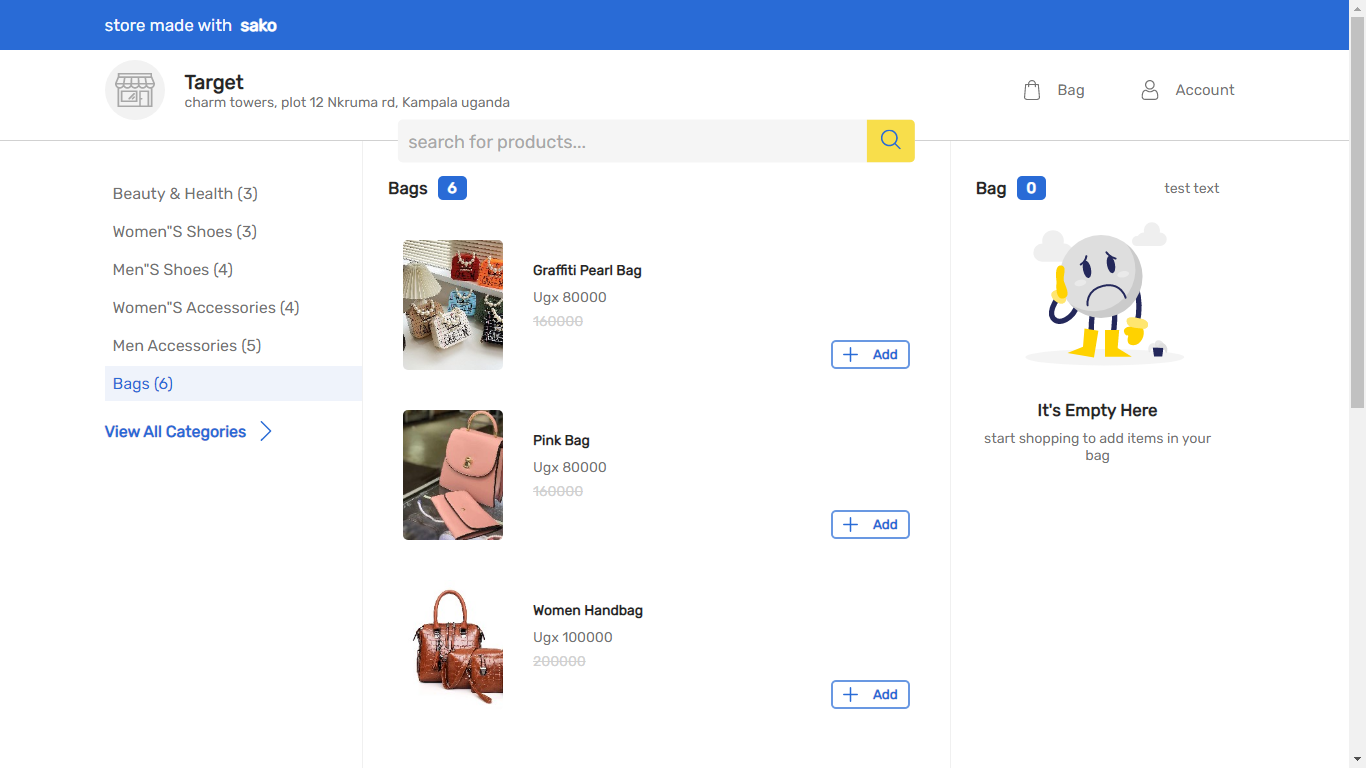 store made with sako
Target
charm towers, plot 12 Nkruma rd, Kampala uganda
Bag
Account
search for products...
Beauty & Health (3)
Women"S Shoes (3)
Men"S Shoes (4)
Women"S Accessories (4)
Men Accessories (5)
Bags (6)
View All Categories
Bags 6
Graffiti Pearl Bag
Ugx 80000
160000
Add
Pink Bag
Ugx 80000
160000
Add
Women Handbag
Ugx 100000
200000
Add
Bag 0
test text
It's Empty Here
start shopping to add items in your
bag